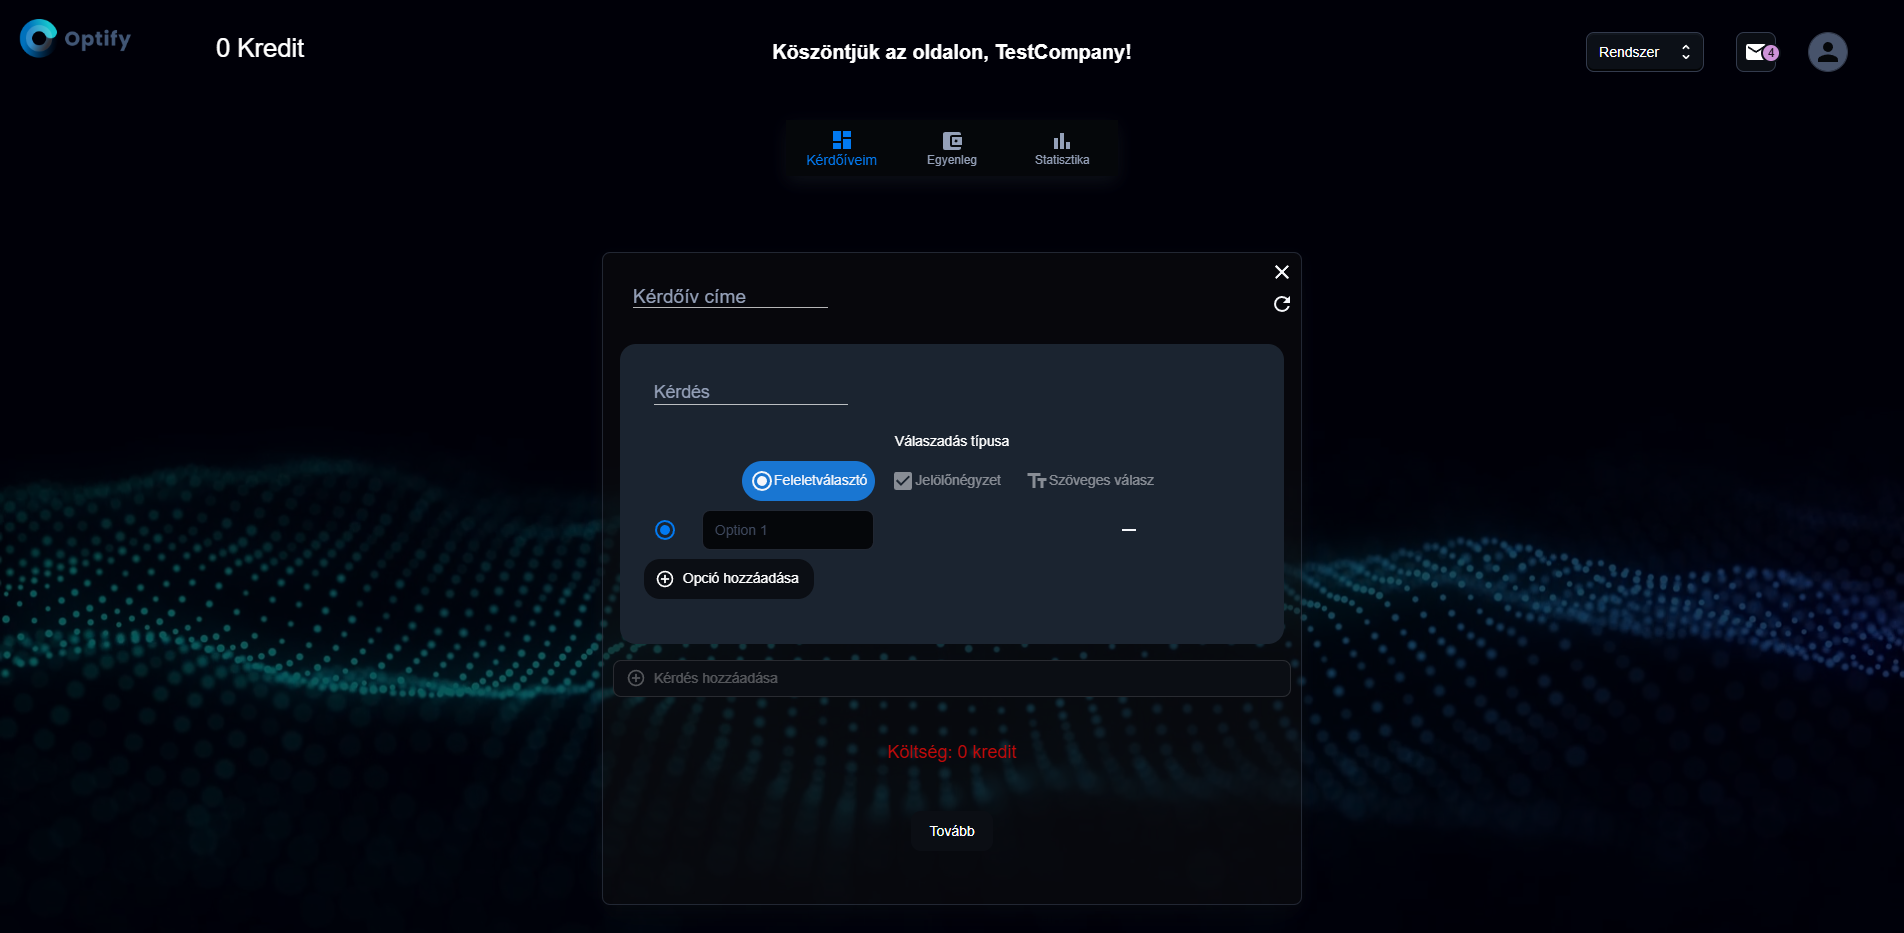 Optify
0 Kredit
Köszöntjük az oldalon, TestCompany!
Rendszer
4
Kérdőíveim
Egyenleg
Statisztika
Kérdőív címe
Kérdés
Válaszadás típusa
Feleletválasztó
Jelölőnégyzet
Szöveges válasz
Option 1
Opció hozzáadása
Kérdés hozzáadása
Költség: 0 kredit
Tovább